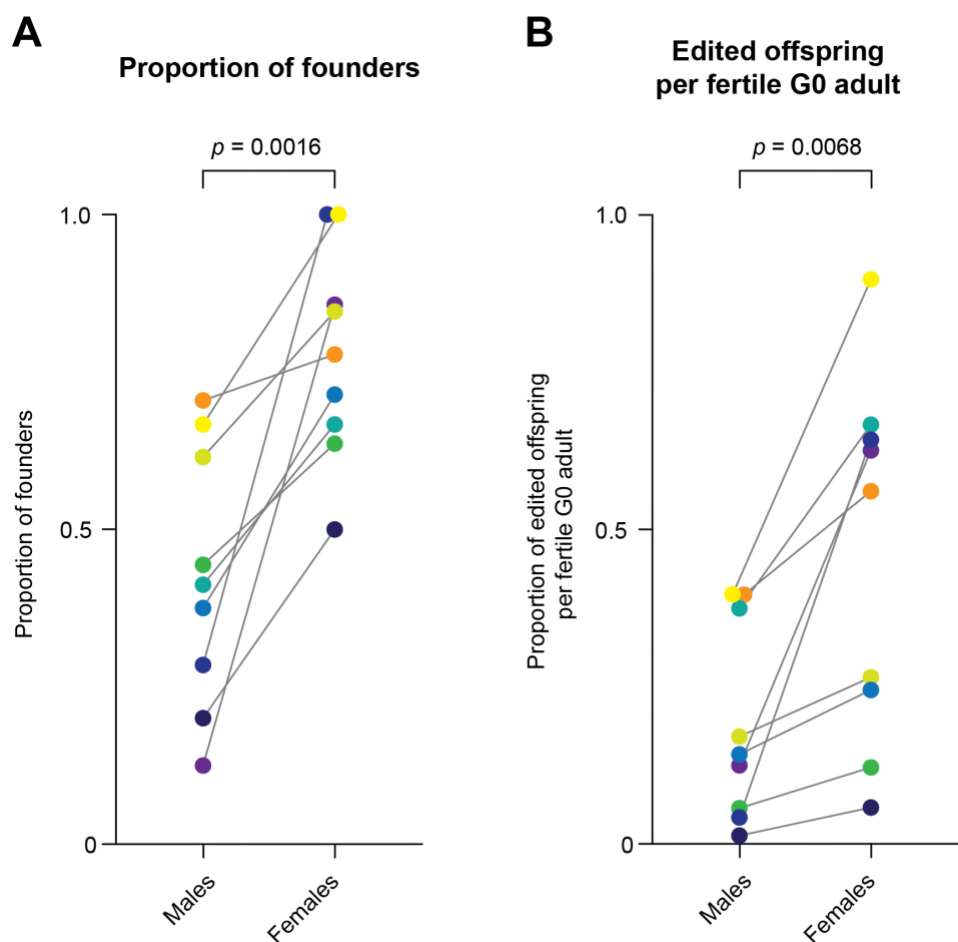 A
Proportion of founders
p = 0.0016
1.0
0.5
0
Proportion of founders
Males
Females
B
Edited offspring
per fertile G0 adult
p = 0.0068
1.0
0.5
0
Proportion of edited offspring
per fertile G0 adult
Males
Females